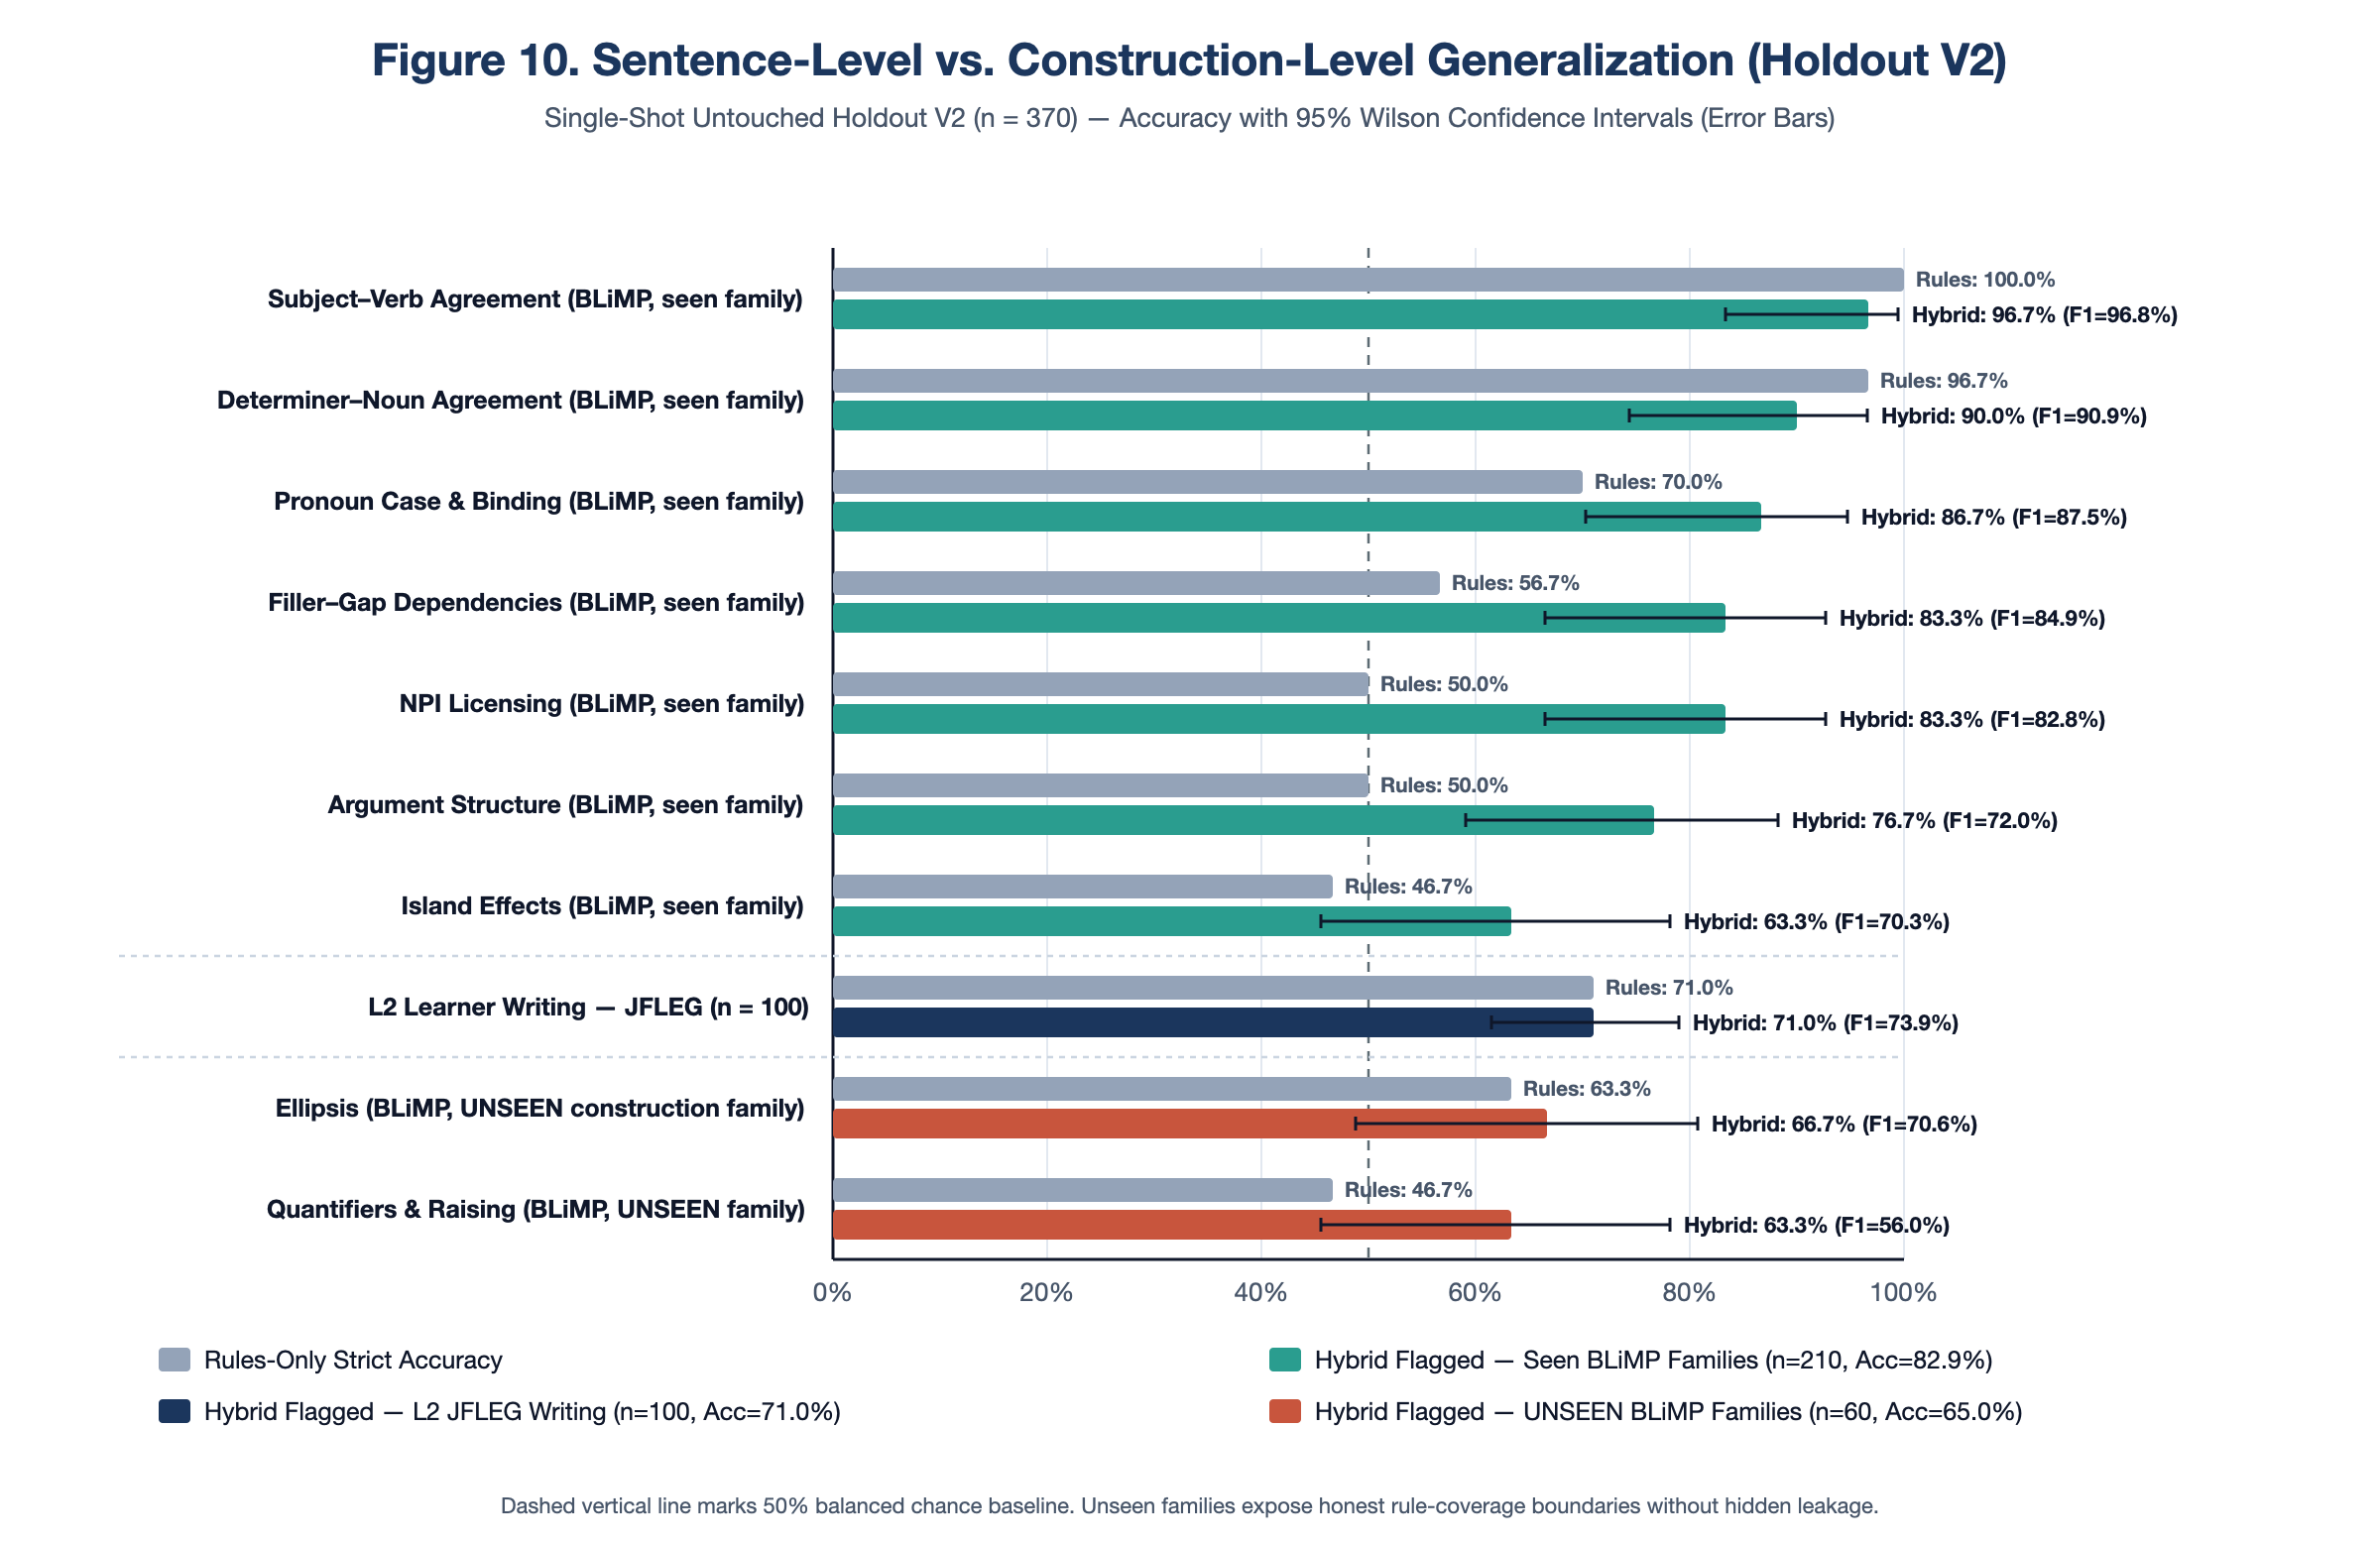 Figure 10. Sentence-Level vs. Construction-Level Generalization (Holdout V2)
Single-Shot Untouched Holdout V2 (n = 370) — Accuracy with 95% Wilson Confidence Intervals (Error Bars)
Subject–Verb Agreement (BLiMP, seen family)
Rules: 100.0%
Hybrid: 96.7% (F1=96.8%)
Determiner–Noun Agreement (BLiMP, seen family)
Rules: 96.7%
Hybrid: 90.0% (F1=90.9%)
Pronoun Case & Binding (BLiMP, seen family)
Rules: 70.0%
Hybrid: 86.7% (F1=87.5%)
Filler–Gap Dependencies (BLiMP, seen family)
Rules: 56.7%
Hybrid: 83.3% (F1=84.9%)
NPI Licensing (BLiMP, seen family)
Rules: 50.0%
Hybrid: 83.3% (F1=82.8%)
Argument Structure (BLiMP, seen family)
Rules: 50.0%
Hybrid: 76.7% (F1=72.0%)
Island Effects (BLiMP, seen family)
Rules: 46.7%
Hybrid: 63.3% (F1=70.3%)
L2 Learner Writing — JFLEG (n = 100)
Rules: 71.0%
Hybrid: 71.0% (F1=73.9%)
Ellipsis (BLiMP, UNSEEN construction family)
Rules: 63.3%
Hybrid: 66.7% (F1=70.6%)
Quantifiers & Raising (BLiMP, UNSEEN family)
Rules: 46.7%
Hybrid: 63.3% (F1=56.0%)
0% 20% 40% 60% 80% 100%
Rules-Only Strict Accuracy
Hybrid Flagged — Seen BLiMP Families (n=210, Acc=82.9%)
Hybrid Flagged — L2 JFLEG Writing (n=100, Acc=71.0%)
Hybrid Flagged — UNSEEN BLiMP Families (n=60, Acc=65.0%)
Dashed vertical line marks 50% balanced chance baseline. Unseen families expose honest rule-coverage boundaries without hidden leakage.